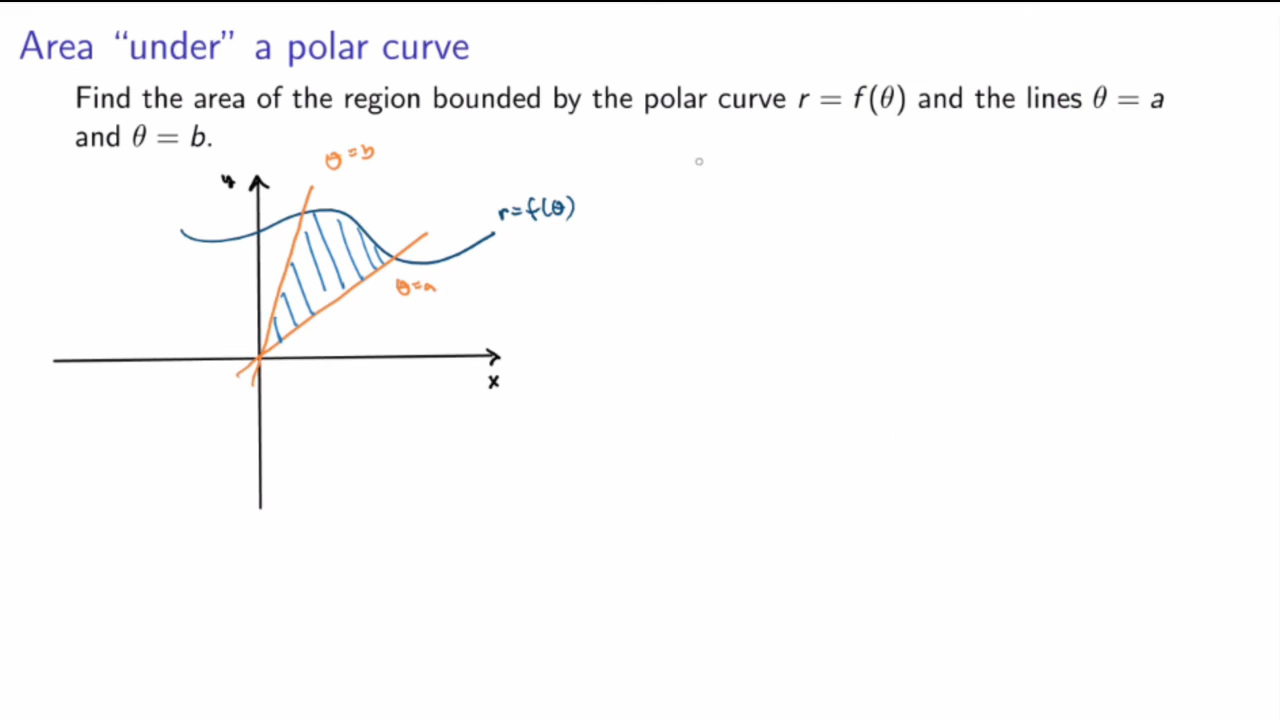 Area “under” a polar curve
Find the area of the region bounded by the polar curve r = f(θ) and the lines θ = a
and θ = b.
θ=b
y
r=f(θ)
θ=a
x